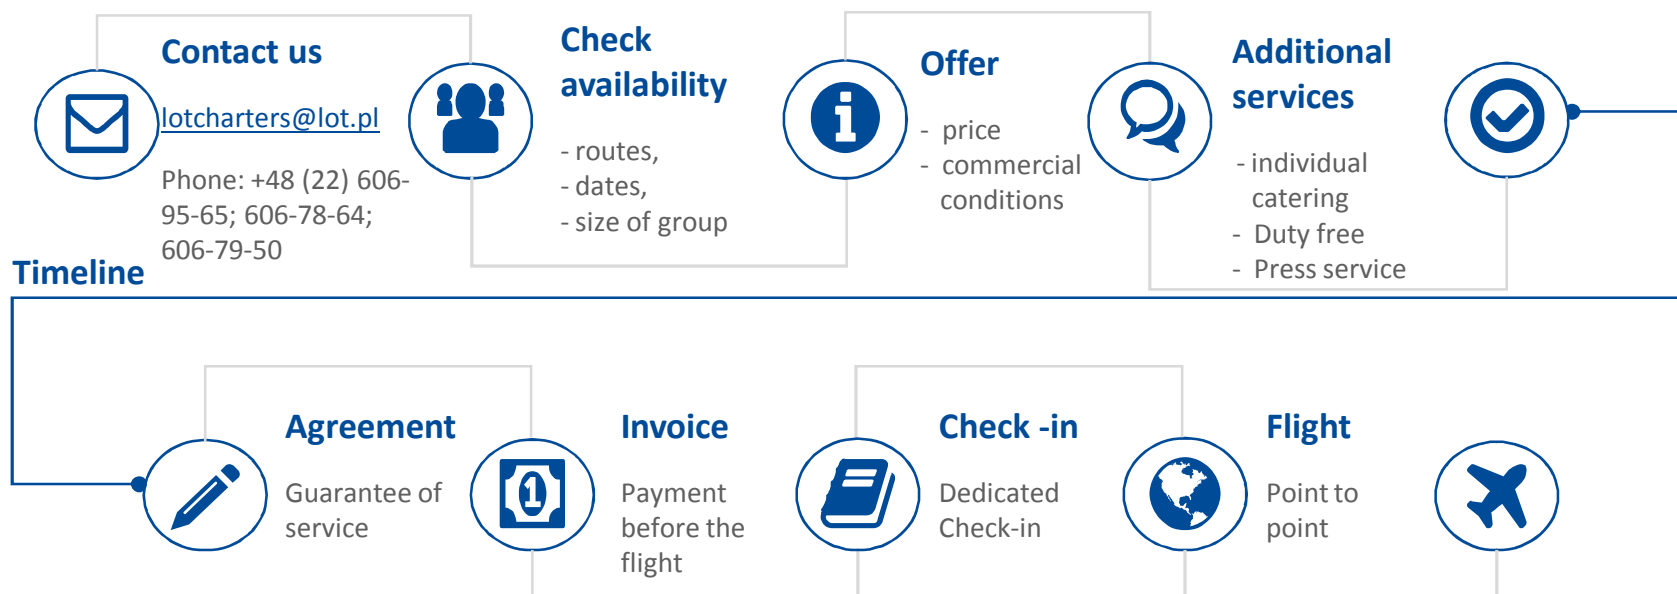 Contact us
lotcharters@lot.pl
Phone: +48 (22) 606-
95-65; 606-78-64;
606-79-50
Check
availability
- routes,
- dates,
- size of group
Offer
- price
- commercial
conditions
Additional
services
- individual
catering
- Duty free
- Press service
Timeline
Agreement
Guarantee of
service
1
Invoice
Payment
before the
flight
Check -in
Dedicated
Check-in
Flight
Point to
point